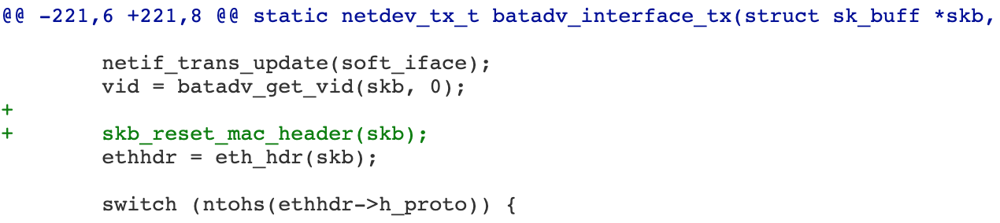 @@ -221,6 +221,8 @@ static netdev_tx_t batadv_interface_tx(struct sk_buff *skb,
netif_trans_update(soft_iface);
vid = batadv_get_vid(skb, 0);
+
+ skb_reset_mac_header(skb);
ethhdr = eth_hdr(skb);
switch (ntohs(ethhdr->h_proto)) {